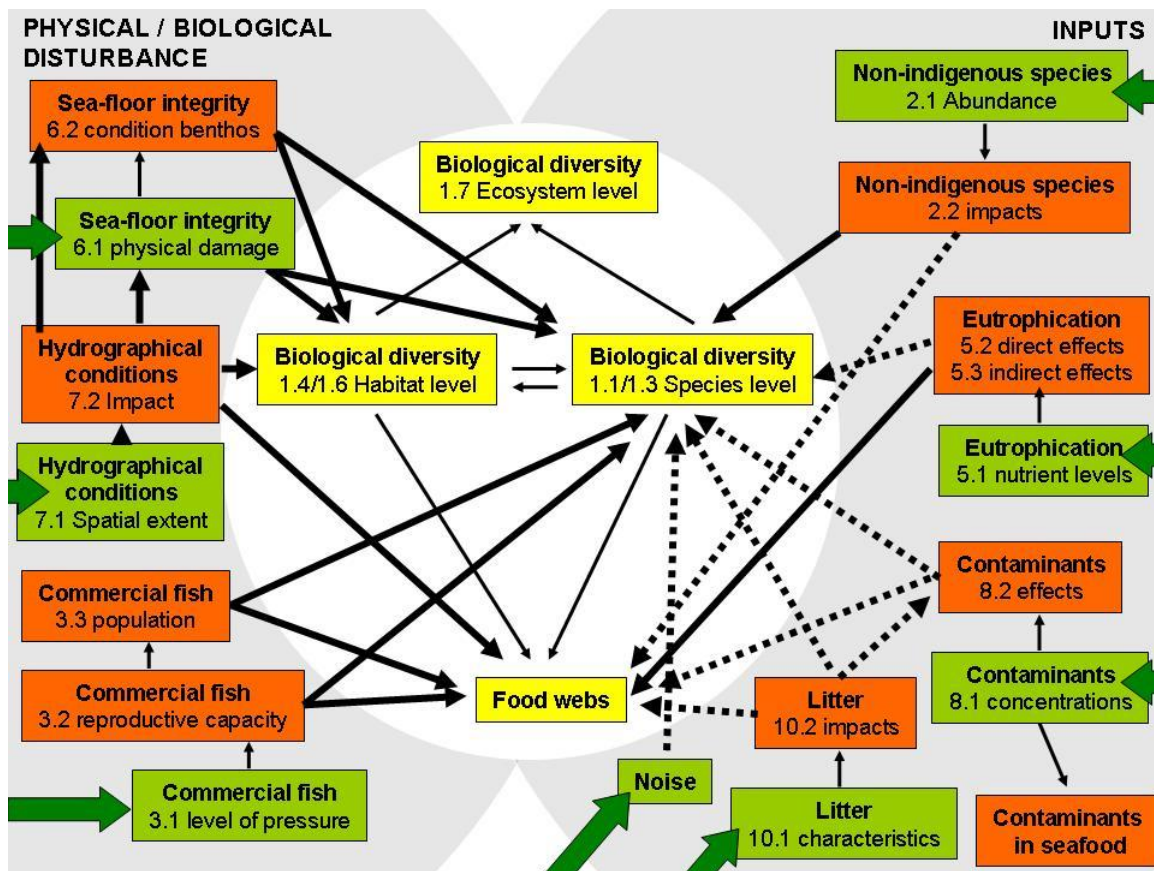 PHYSICAL / BIOLOGICAL
DISTURBANCE
INPUTS
Sea-floor integrity
6.2 condition benthos
Sea-floor integrity
6.1 physical damage
Hydrographical
conditions
7.2 Impact
Hydrographical
conditions
7.1 Spatial extent
Commercial fish
3.3 population
Commercial fish
3.2 reproductive capacity
Commercial fish
3.1 level of pressure
Biological diversity
1.7 Ecosystem level
Biological diversity
1.4/1.6 Habitat level
Biological diversity
1.1/1.3 Species level
Food webs
Noise
Non-indigenous species
2.1 Abundance
Non-indigenous species
2.2 impacts
Eutrophication
5.2 direct effects
5.3 indirect effects
Eutrophication
5.1 nutrient levels
Contaminants
8.2 effects
Contaminants
8.1 concentrations
Litter
10.2 impacts
Litter
10.1 characteristics
Contaminants
in seafood